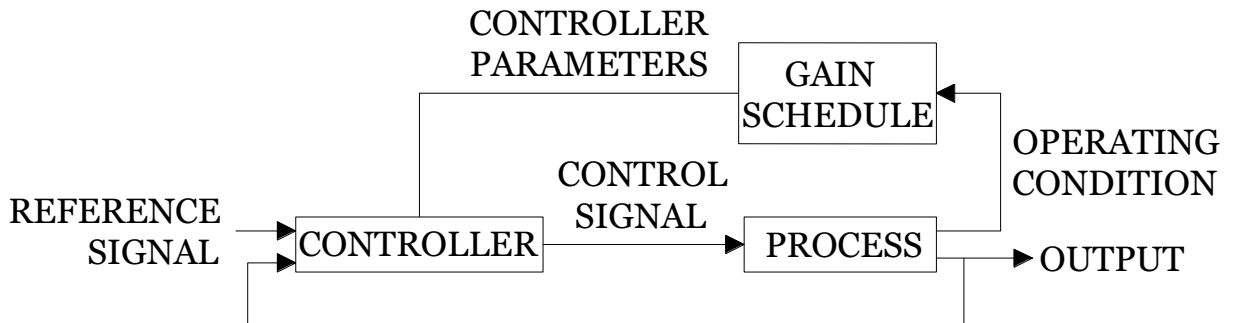 CONTROLLER
PARAMETERS
GAIN
SCHEDULE
OPERATING
CONDITION
CONTROL
SIGNAL
REFERENCE
SIGNAL
CONTROLLER
PROCESS
OUTPUT